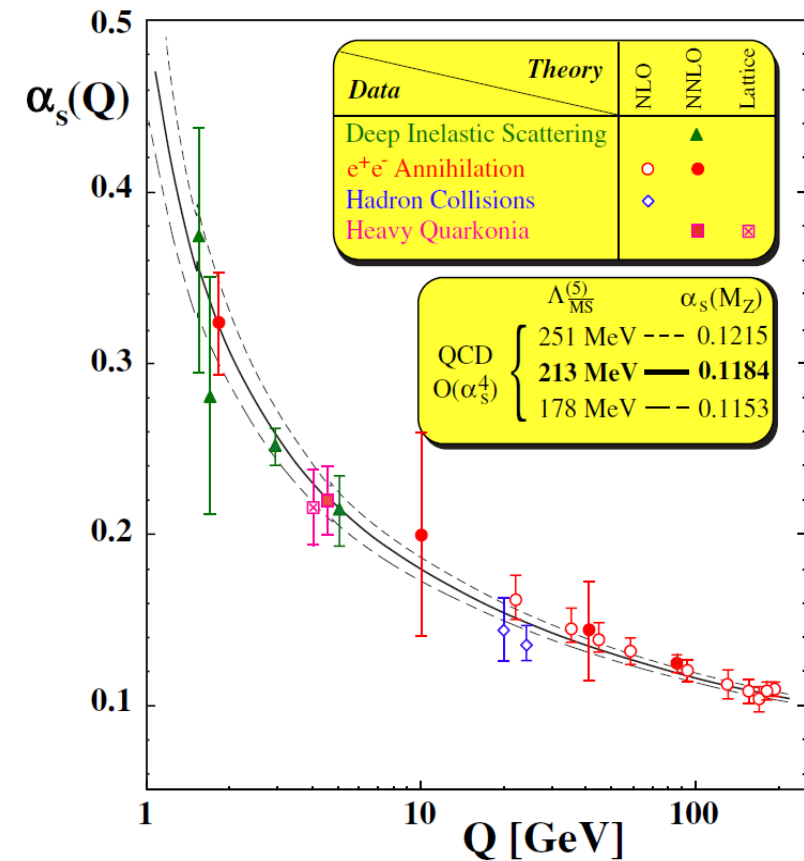 0.5
αs(Q)
0.4
0.3
0.2
0.1
Theory
Data
NLO
NNLO
Lattice
Deep Inelastic Scattering
e+e- Annihilation
Hadron Collisions
Heavy Quarkonia
Λ(5)MS αs(MZ)
QCD
O(αs4)
251 MeV 0.1215
213 MeV 0.1184
178 MeV 0.1153
1 10 100
Q [GeV]